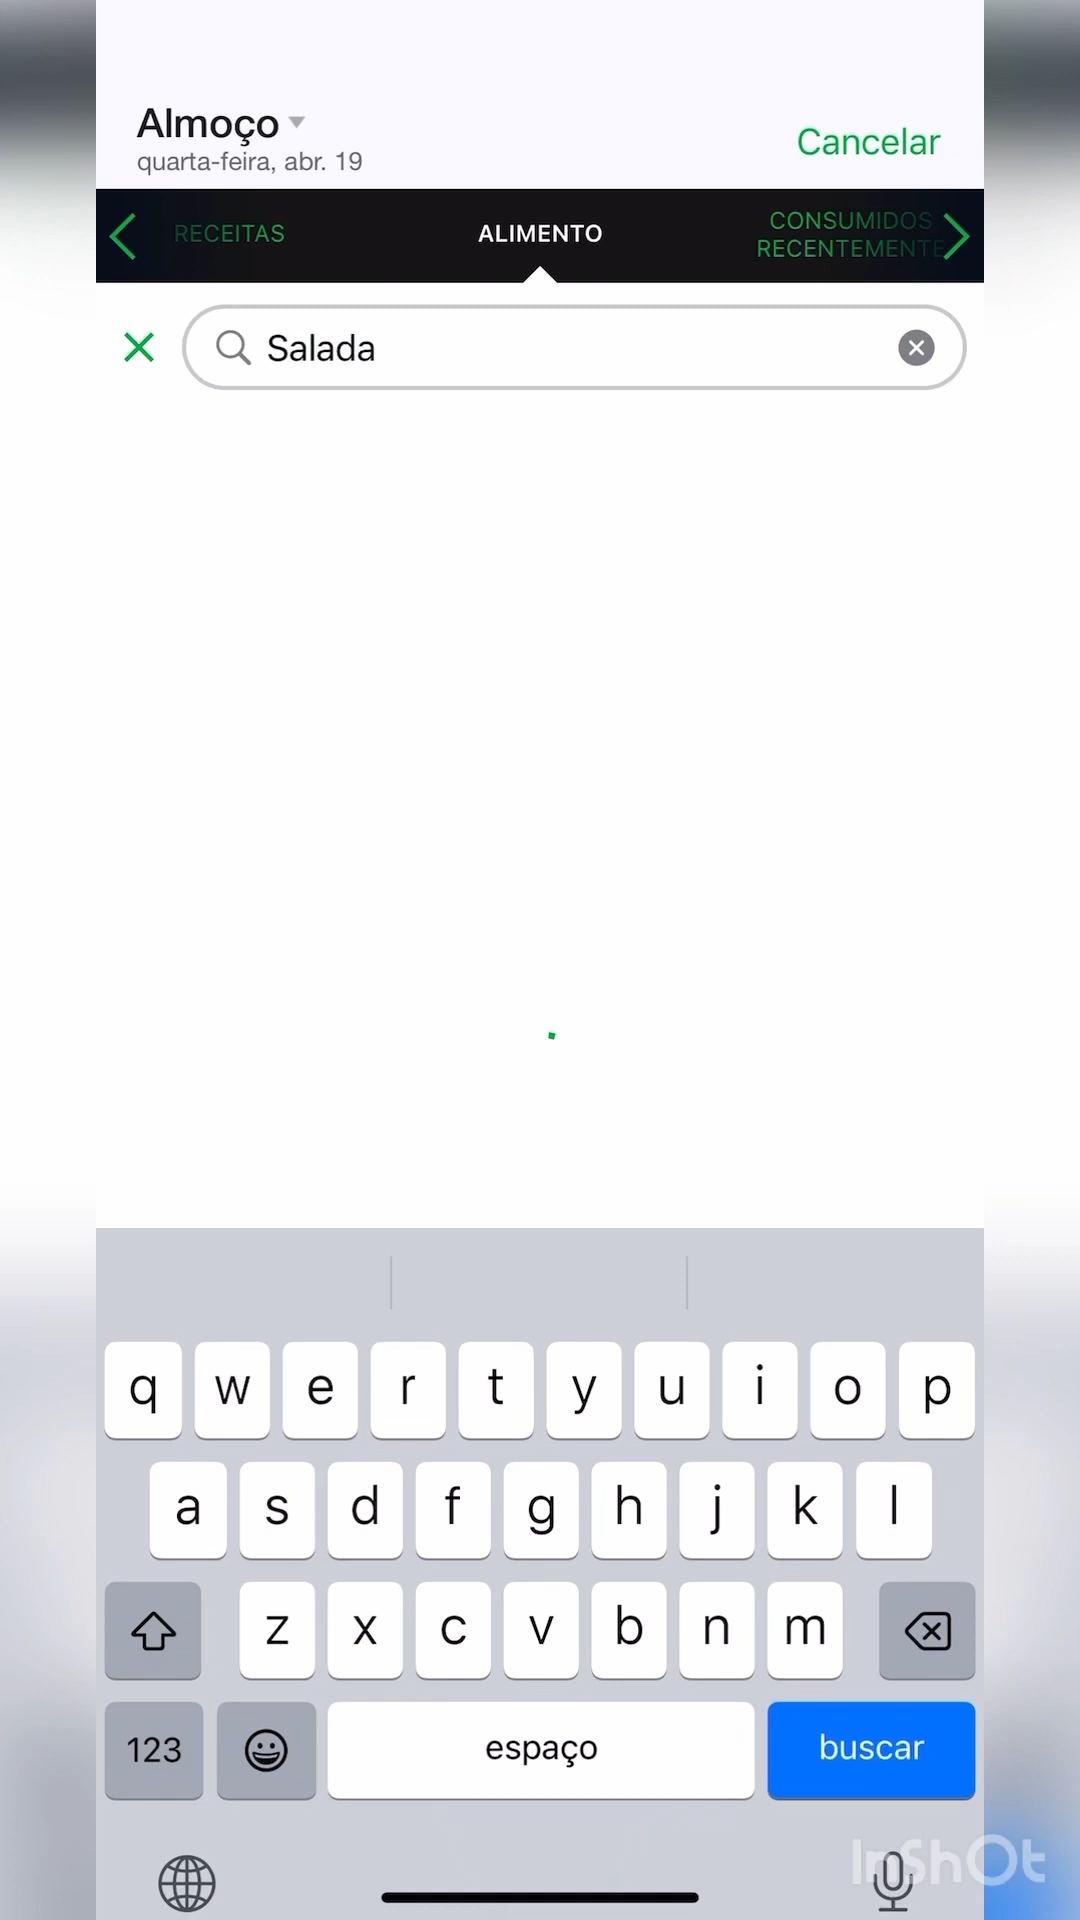 Almoço
quarta-feira, abr. 19
Cancelar
RECEITAS
ALIMENTO
CONSUMIDOS
RECENTEMENTE
Salada
q w e r t y u i o p
a s d f g h j k l
z x c v b n m
123
espaço
buscar
InShOt